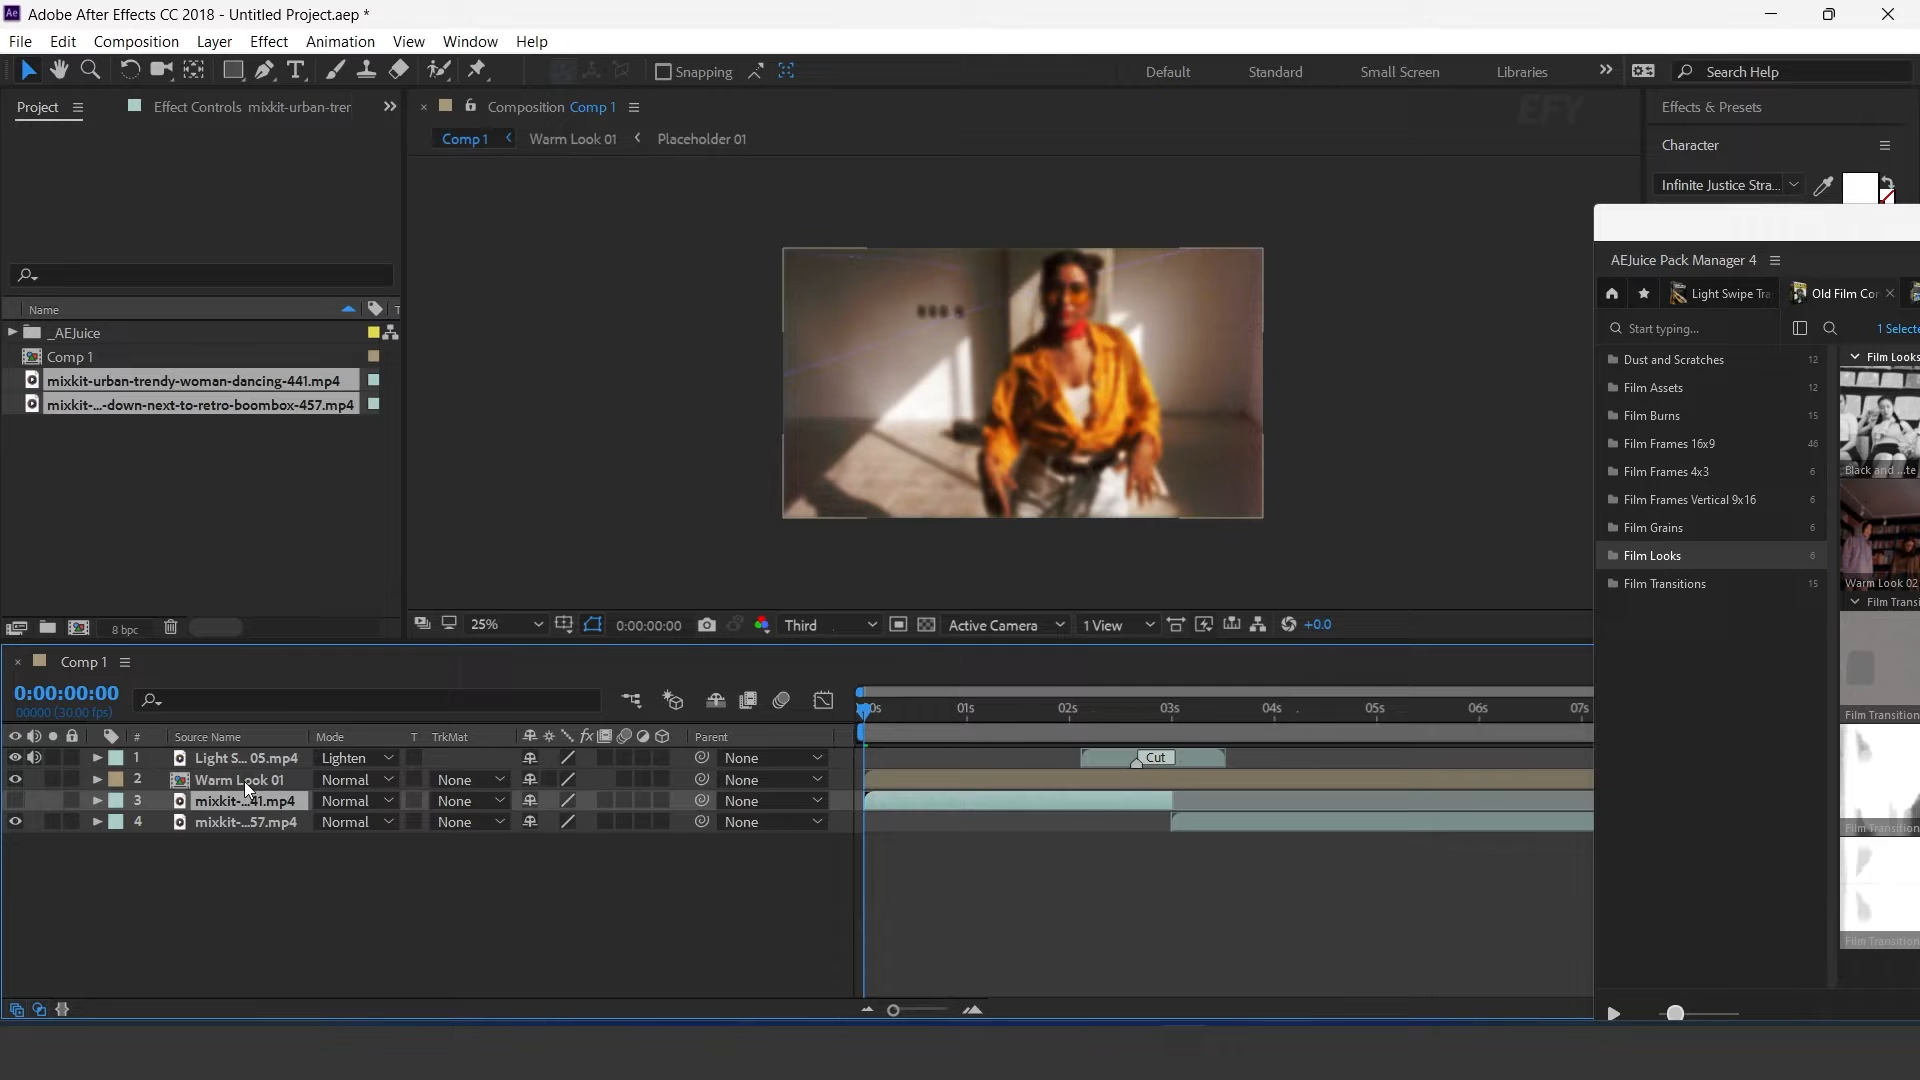 Ae Adobe After Effects CC 2018 - Untitled Project.aep *
File Edit Composition Layer Effect Animation View Window Help
T Snapping Default Standard Small Screen Libraries Search Help
Project Effect Controls mixkit-urban-tren Composition Comp 1 EFY Effects & Presets
Comp 1 Warm Look 01 Placeholder 01 Character
Infinite Justice Stra...
AEJuice Pack Manager 4
Light Swipe Tra Old Film Co
Start typing... 1 Selecte
Name
_AEJuice
Comp 1
mixkit-urban-trendy-woman-dancing-441.mp4
mixkit-...-down-next-to-retro-boombox-457.mp4
Dust and Scratches 12
Film Assets 12
Film Burns 15
Film Frames 16x9 46
Film Frames 4x3 6
Film Frames Vertical 9x16 6
Film Grains 6
Film Looks 6
Film Transitions 15
Film Looks
Black and ...te
Warm Look 02
Film Transi
Film Transition
Film Transition
Film Transition
8 bpc 25% 0:00:00:00 Third Active Camera 1 View +0.0
Comp 1
0:00:00:00
00000 (30.00 fps)
00s 01s 02s 03s 04s 05s 06s 07s
# Source Name Mode T TrkMat fx Parent
1 Light S... 05.mp4 Lighten None Cut
2 Warm Look 01 Normal None None
3 mixkit-...41.mp4 Normal None None
4 mixkit-...57.mp4 Normal None None